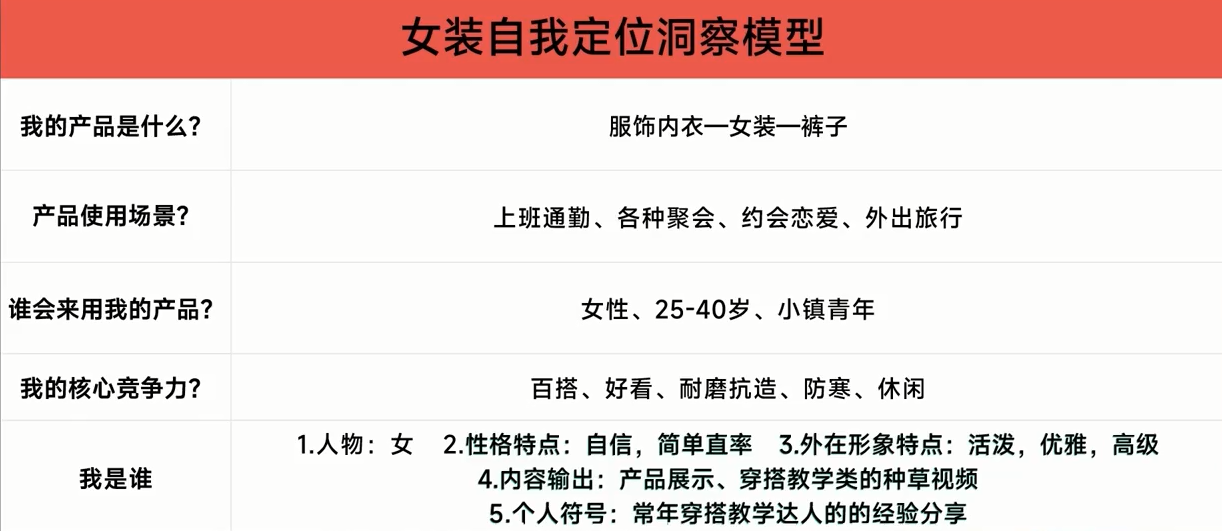 女装自我定位洞察模型
我的产品是什么？
服饰内衣—女装—裤子
产品使用场景？
上班通勤、各种聚会、约会恋爱、外出旅行
谁会来用我的产品？
女性、25-40岁、小镇青年
我的核心竞争力？
百搭、好看、耐磨抗造、防寒、休闲
我是谁
1.人物：女 2.性格特点：自信，简单直率 3.外在形象特点：活泼，优雅，高级
4.内容输出：产品展示、穿搭教学类的种草视频
5.个人符号：常年穿搭教学达人的的经验分享